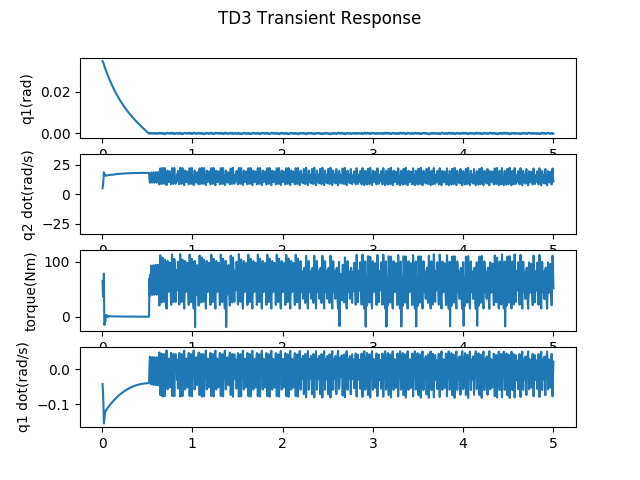 TD3 Transient Response
q1(rad)
0.02
0.00
0 1 2 3 4 5
q2 dot(rad/s)
25
0
−25
0 1 2 3 4 5
torque(Nm)
100
0
0 1 2 3 4 5
q1 dot(rad/s)
0.0
−0.1
0 1 2 3 4 5